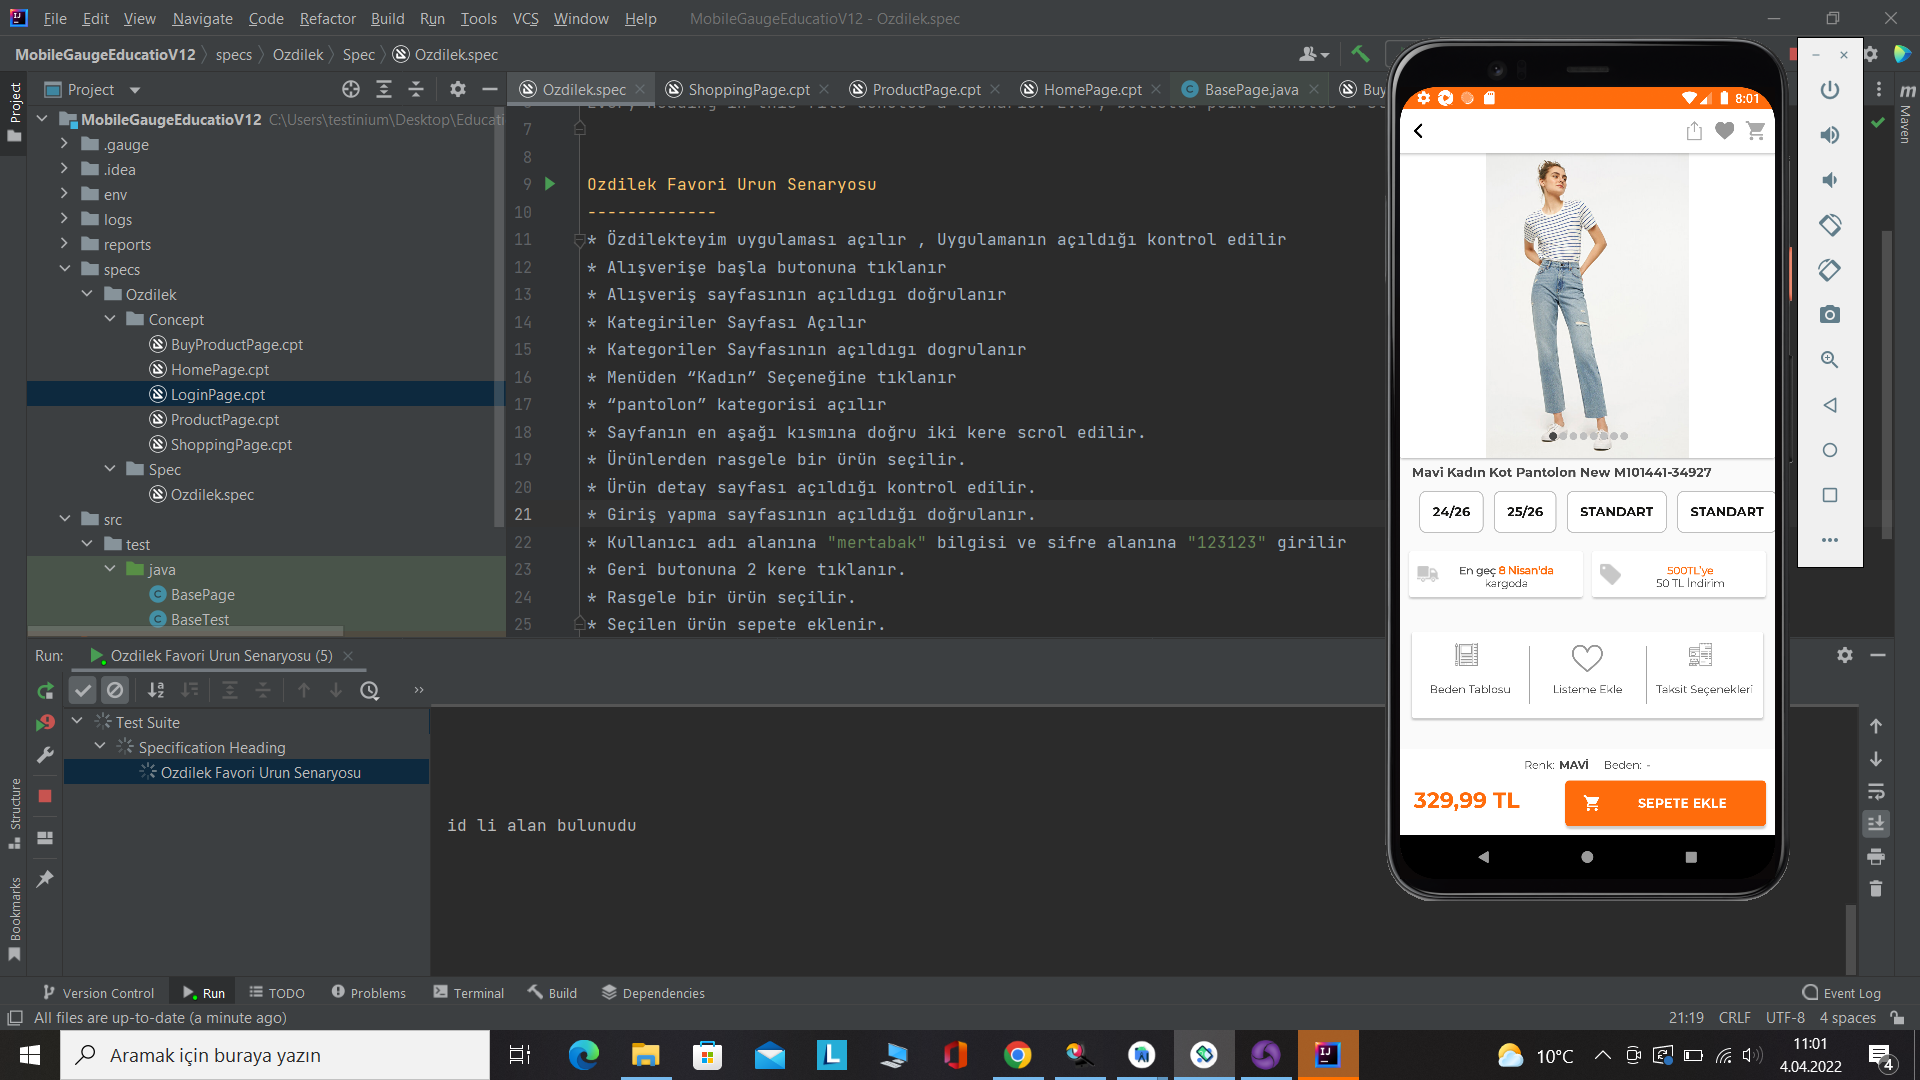 File Edit View Navigate Code Refactor Build Run Tools VCS Window Help MobileGaugeEducatioV12 - Ozdilek.spec
MobileGaugeEducatioV12 specs Ozdilek Spec Ozdilek.spec
Project
Project
Ozdilek.spec ShoppingPage.cpt ProductPage.cpt HomePage.cpt BasePage.java Buy
Maven
MobileGaugeEducatioV12 C:\Users\testinium\Desktop\Educati
.gauge
.idea
env
logs
reports
specs
Ozdilek
Concept
BuyProductPage.cpt
HomePage.cpt
LoginPage.cpt
ProductPage.cpt
ShoppingPage.cpt
Spec
Ozdilek.spec
src
test
java
BasePage
BaseTest
7
8
9 Ozdilek Favori Urun Senaryosu
10 -------------
11 * Özdilekteyim uygulaması açılır , Uygulamanın açıldığı kontrol edilir
12 * Alışverişe başla butonuna tıklanır
13 * Alışveriş sayfasının açıldıgı doğrulanır
14 * Kategiriler Sayfası Açılır
15 * Kategoriler Sayfasının açıldıgı dogrulanır
16 * Menüden “Kadın” Seçeneğine tıklanır
17 * “pantolon” kategorisi açılır
18 * Sayfanın en aşağı kısmına doğru iki kere scrol edilir.
19 * Ürünlerden rasgele bir ürün seçilir.
20 * Ürün detay sayfası açıldığı kontrol edilir.
21 * Giriş yapma sayfasının açıldığı doğrulanır.
22 * Kullanıcı adı alanına "mertabak" bilgisi ve sifre alanına "123123" girilir
23 * Geri butonuna 2 kere tıklanır.
24 * Rasgele bir ürün seçilir.
25 * Seçilen ürün sepete eklenir.
8:01
Mavi Kadın Kot Pantolon New M101441-34927
24/26 25/26 STANDART STANDART
En geç 8 Nisan'da
kargoda
500TL'ye
50 TL İndirim
Beden Tablosu Listeme Ekle Taksit Seçenekleri
Renk: MAVİ Beden: -
329,99 TL SEPETE EKLE
Run: Ozdilek Favori Urun Senaryosu (5)
Test Suite
Specification Heading
Ozdilek Favori Urun Senaryosu
id li alan bulunudu
Structure
Bookmarks
Version Control Run TODO Problems Terminal Build Dependencies Event Log
All files are up-to-date (a minute ago) 21:19 CRLF UTF-8 4 spaces
Aramak için buraya yazın
10°C
11:01
4.04.2022
4